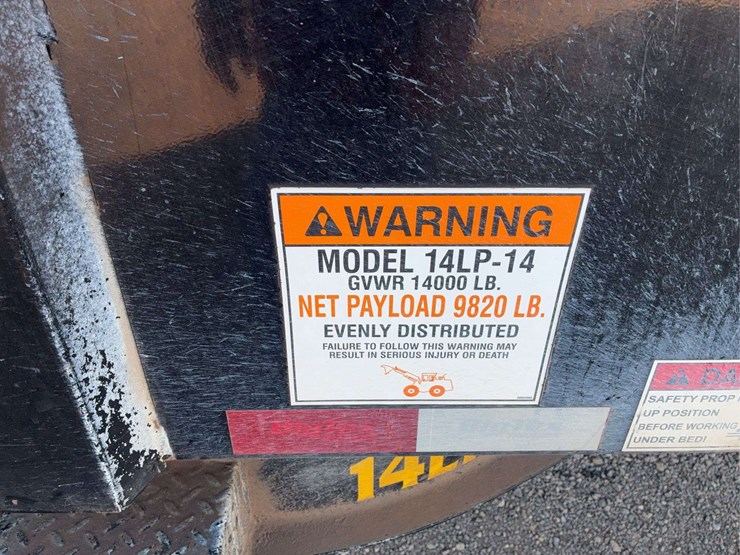 WARNING
MODEL 14LP-14
GVWR 14000 LB.
NET PAYLOAD 9820 LB.
EVENLY DISTRIBUTED
FAILURE TO FOLLOW THIS WARNING MAY
RESULT IN SERIOUS INJURY OR DEATH
SAFETY PROP
UP POSITION
BEFORE WORKING
UNDER BED!